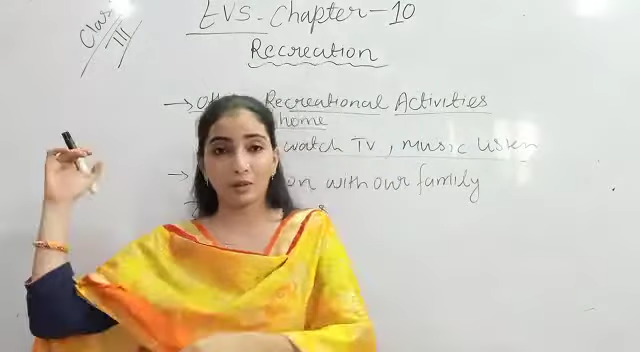 Class III
EVS - Chapter-10
Recreation
→ Recreational Activities
home
watch TV, music listen
→ on with our family